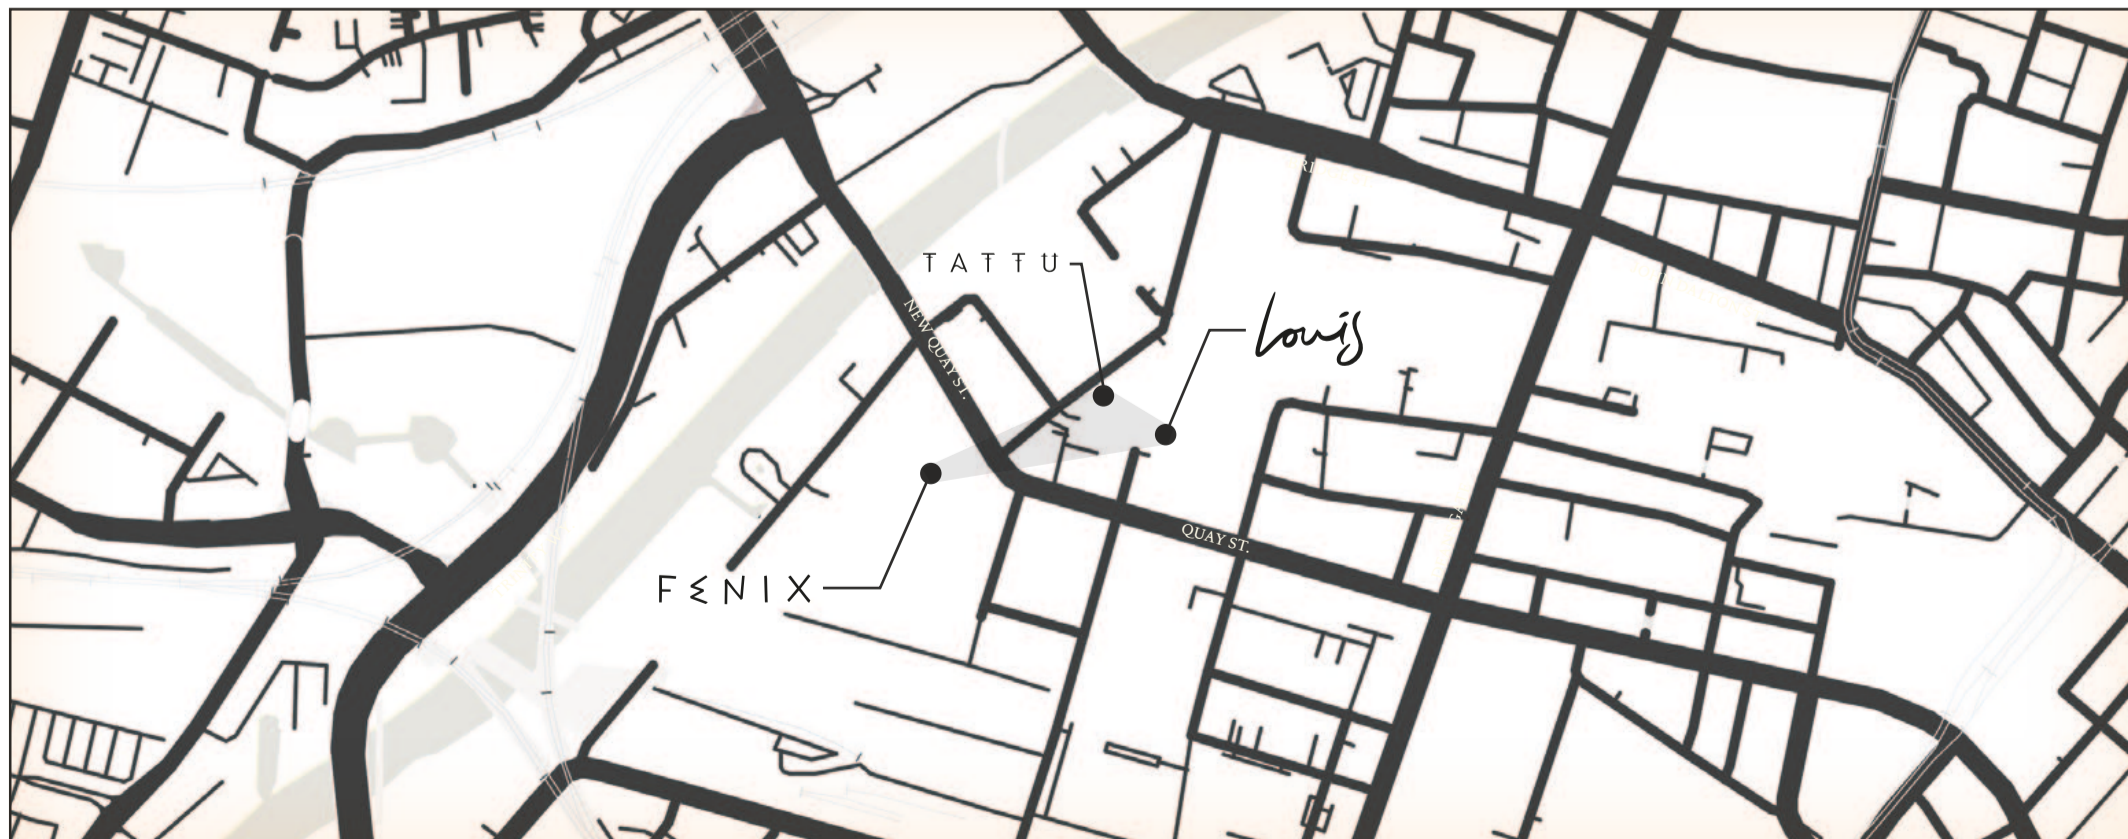 TATTU
Louis
NEW QUAY ST.
QUAY ST.
FENIX